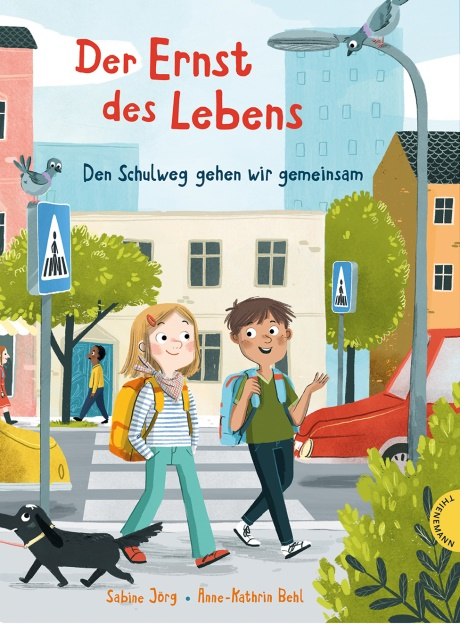 Der Ernst
des Lebens
Den Schulweg gehen wir gemeinsam
THIENEMANN
Sabine Jörg • Anne-Kathrin Behl